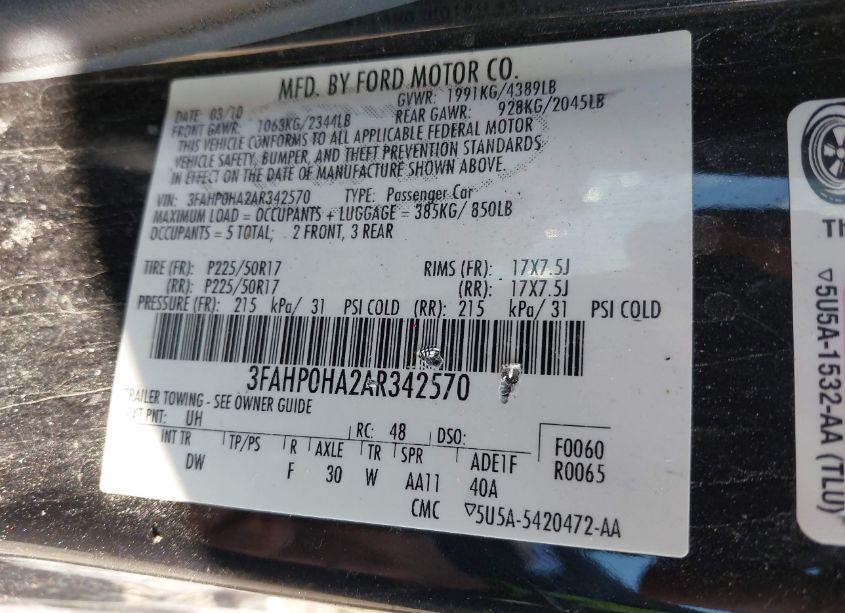 MFD. BY FORD MOTOR CO.
DATE: 03/10 GVWR: 1991KG/4389LB
FRONT GAWR: 1063KG/2344LB REAR GAWR: 928KG/2045LB
THIS VEHICLE CONFORMS TO ALL APPLICABLE FEDERAL MOTOR
VEHICLE SAFETY, BUMPER, AND THEFT PREVENTION STANDARDS
IN EFFECT ON THE DATE OF MANUFACTURE SHOWN ABOVE.
VIN: 3FAHP0HA2AR342570 TYPE: Passenger Car
MAXIMUM LOAD = OCCUPANTS + LUGGAGE = 385KG/ 850LB
OCCUPANTS = 5 TOTAL; 2 FRONT, 3 REAR
TIRE (FR): P225/50R17 RIMS (FR): 17X7.5J
(RR): P225/50R17 (RR): 17X7.5J
PRESSURE (FR): 215 kPa/ 31 PSI COLD (RR): 215 kPa/ 31 PSI COLD
3FAHP0HA2AR342570
TRAILER TOWING - SEE OWNER GUIDE
PNT: UH RC: 48 DSO: F0060
INT TR TP/PS R AXLE TR SPR ADE1F R0065
DW F 30 W AA11 40A
CMC ▽5U5A-5420472-AA
▽5U5A-1532-AA (TLU)